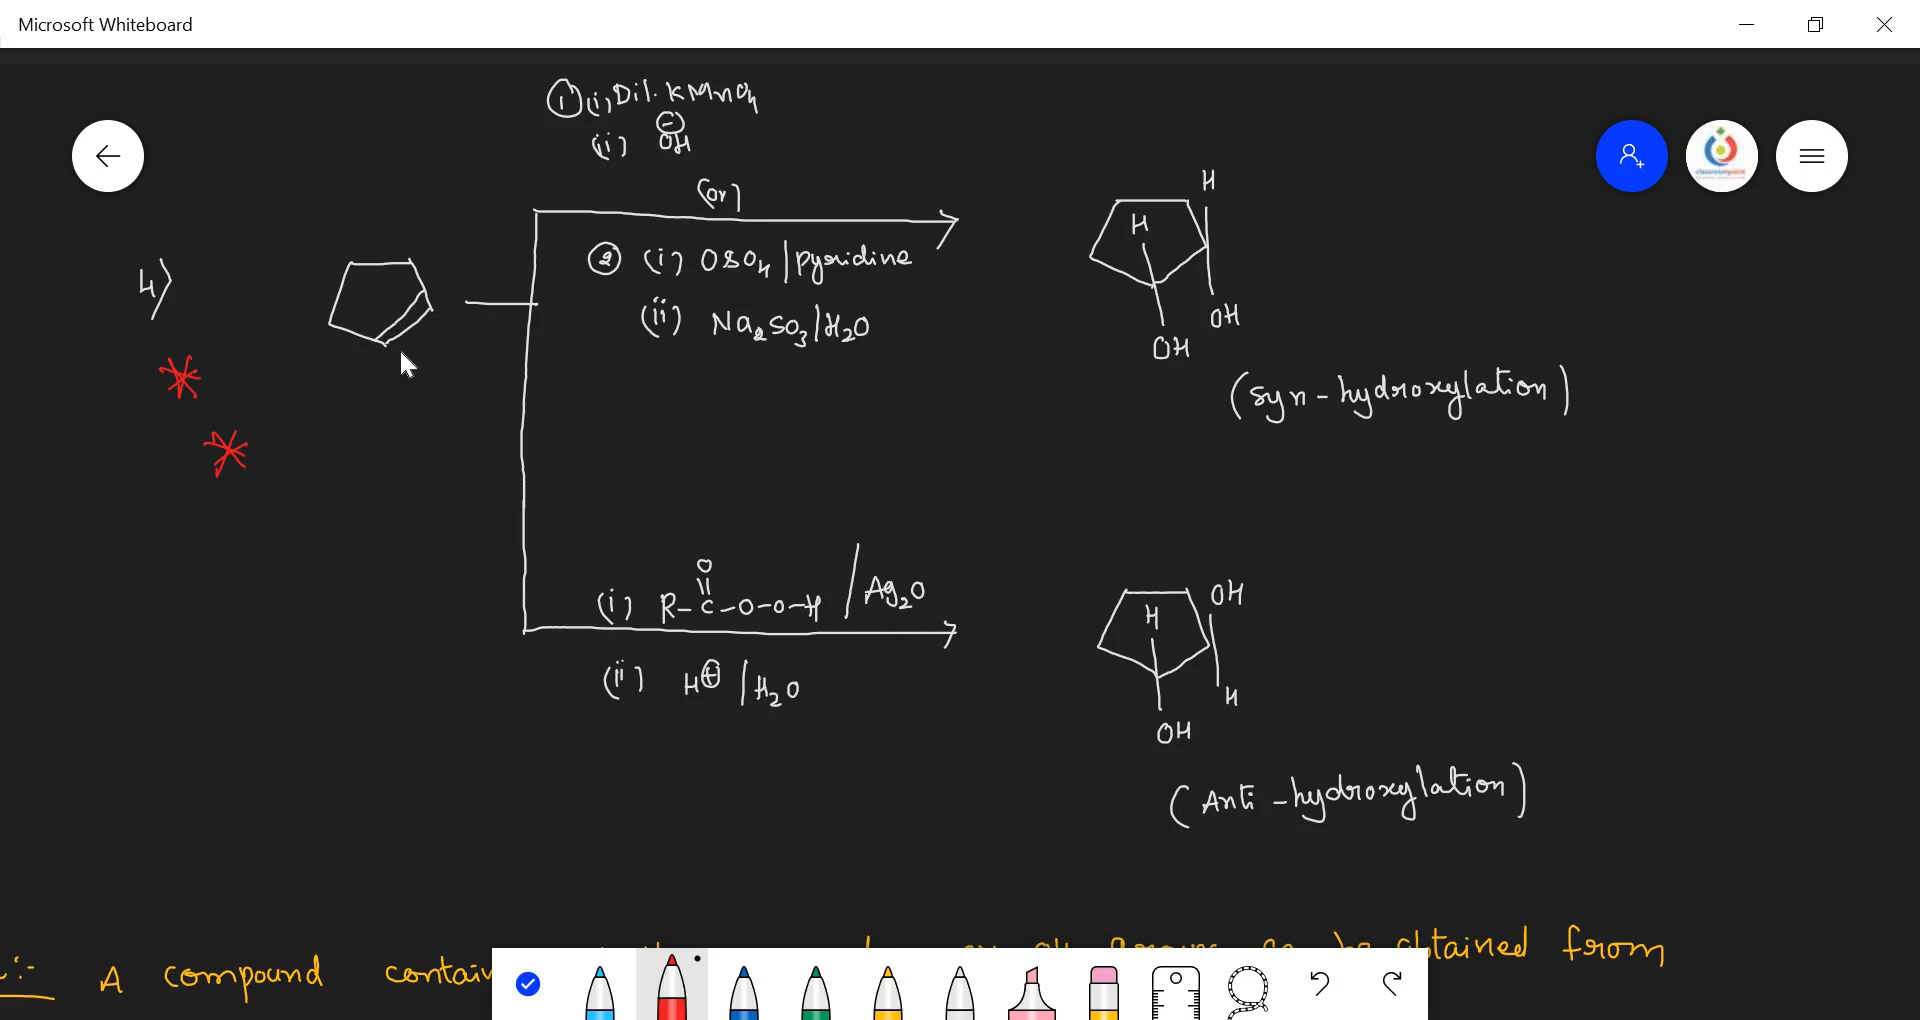 Microsoft Whiteboard
① (i) Dil. KMnO4
(ii) ⊖OH
(or)
② (i) OsO4 | pyridine
(ii) Na2SO3 | H2O
4)
H
H
OH
OH
(Syn - hydroxylation)
(i) R-C-O-O-H / Ag2O
O
(ii) H⊕ | H2O
OH
H
H
OH
(Anti - hydroxylation)
A compound obtained from